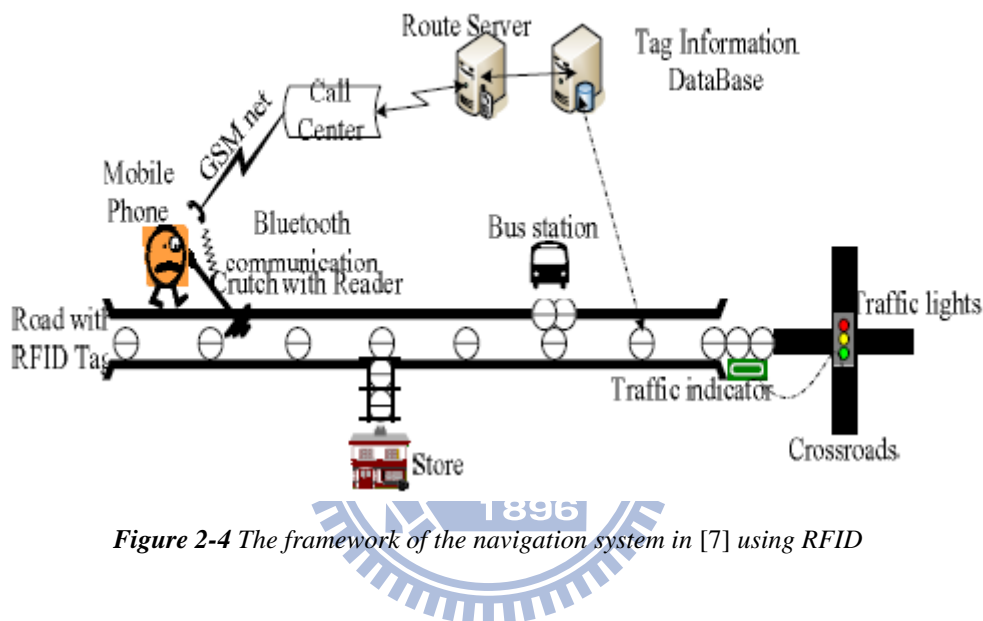 Route Server
Tag Information
DataBase
Call
Center
GSM net
Mobile
Phone
Bluetooth
communication
Crutch with Reader
Bus station
Road with
RFID Tag
Traffic lights
Traffic indicator
Crossroads
Store
1896
Figure 2-4 The framework of the navigation system in [7] using RFID